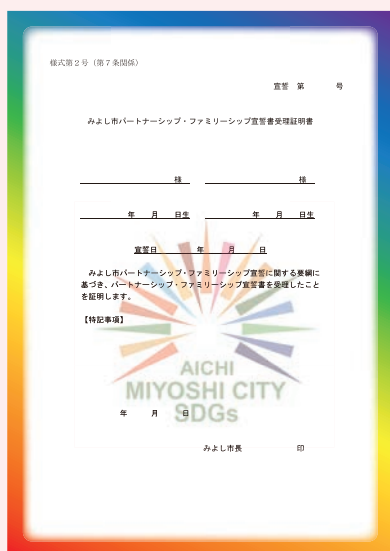 様式第２号（第７条関係）
宣誓　第　　　　号
みよし市パートナーシップ・ファミリーシップ宣誓書受理証明書
様　　　　　　　　　　様
年　　月　　日生　　　　　　年　　月　　日生
宣誓日　　　　　年　　　月　　　日
みよし市パートナーシップ・ファミリーシップ宣誓に関する要綱に
基づき、パートナーシップ・ファミリーシップ宣誓書を受理したこと
を証明します。
【特記事項】
AICHI
MIYOSHI CITY
SDGs
年　　　月　　　日
みよし市長　　　　　　　印